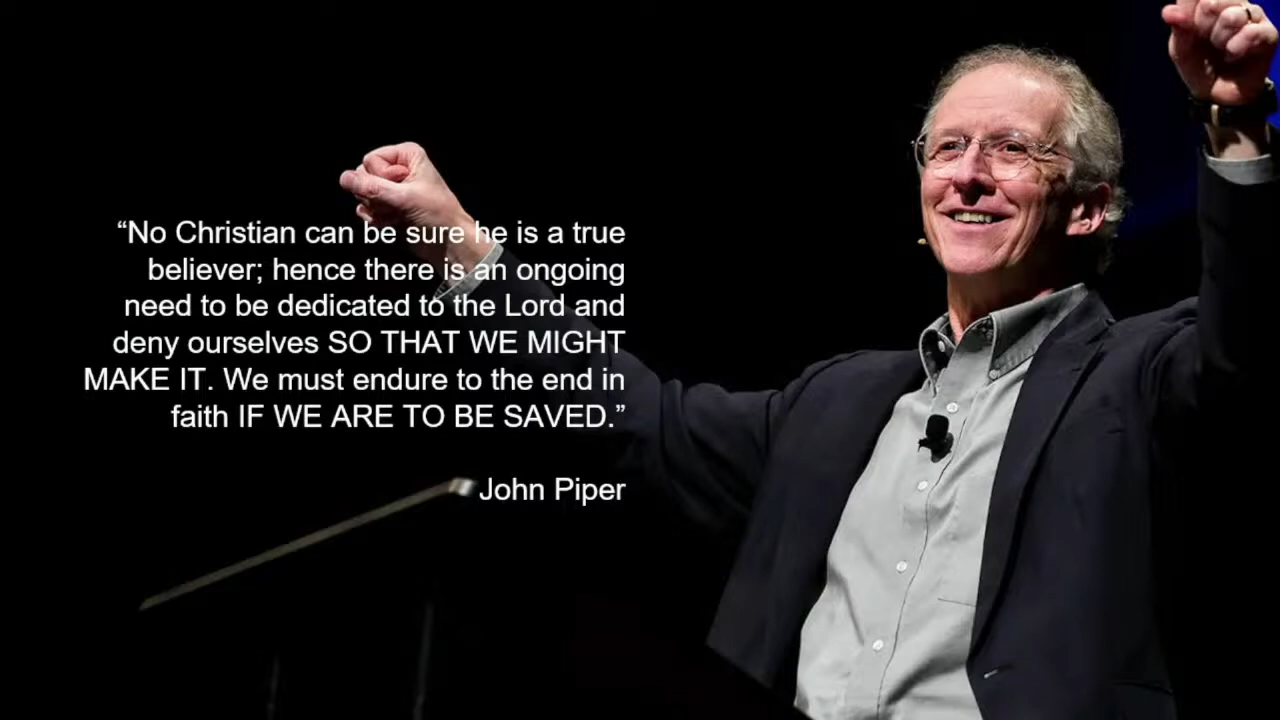 “No Christian can be sure he is a true
believer; hence there is an ongoing
need to be dedicated to the Lord and
deny ourselves SO THAT WE MIGHT
MAKE IT. We must endure to the end in
faith IF WE ARE TO BE SAVED.”
John Piper